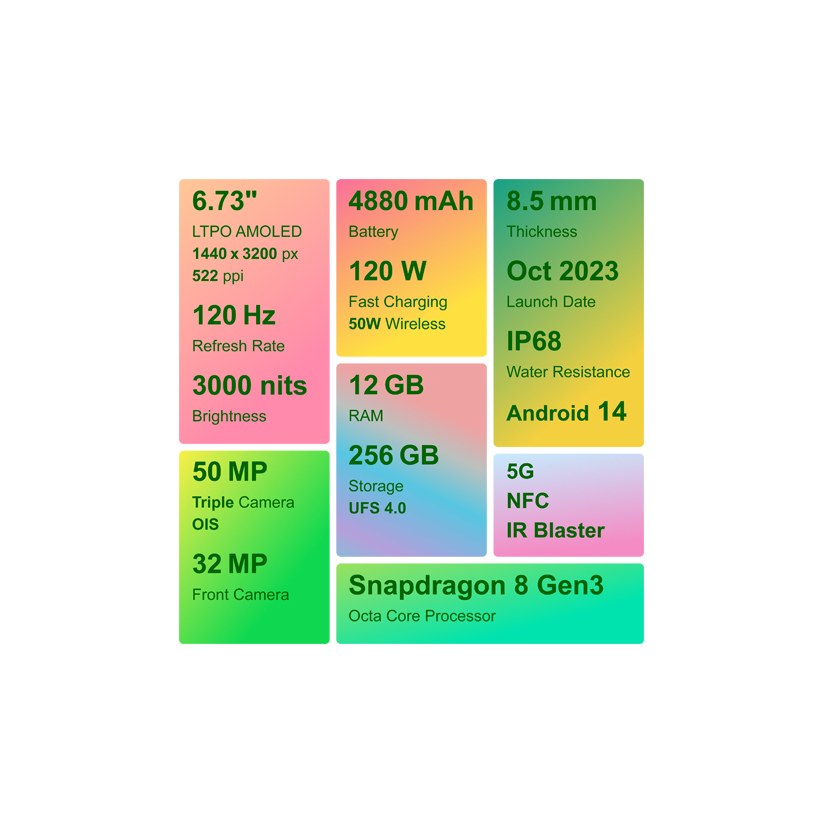 6.73"
LTPO AMOLED
1440 x 3200 px
522 ppi
120 Hz
Refresh Rate
3000 nits
Brightness
50 MP
Triple Camera
OIS
32 MP
Front Camera
4880 mAh
Battery
120 W
Fast Charging
50W Wireless
12 GB
RAM
256 GB
Storage
UFS 4.0
8.5 mm
Thickness
Oct 2023
Launch Date
IP68
Water Resistance
Android 14
5G
NFC
IR Blaster
Snapdragon 8 Gen3
Octa Core Processor